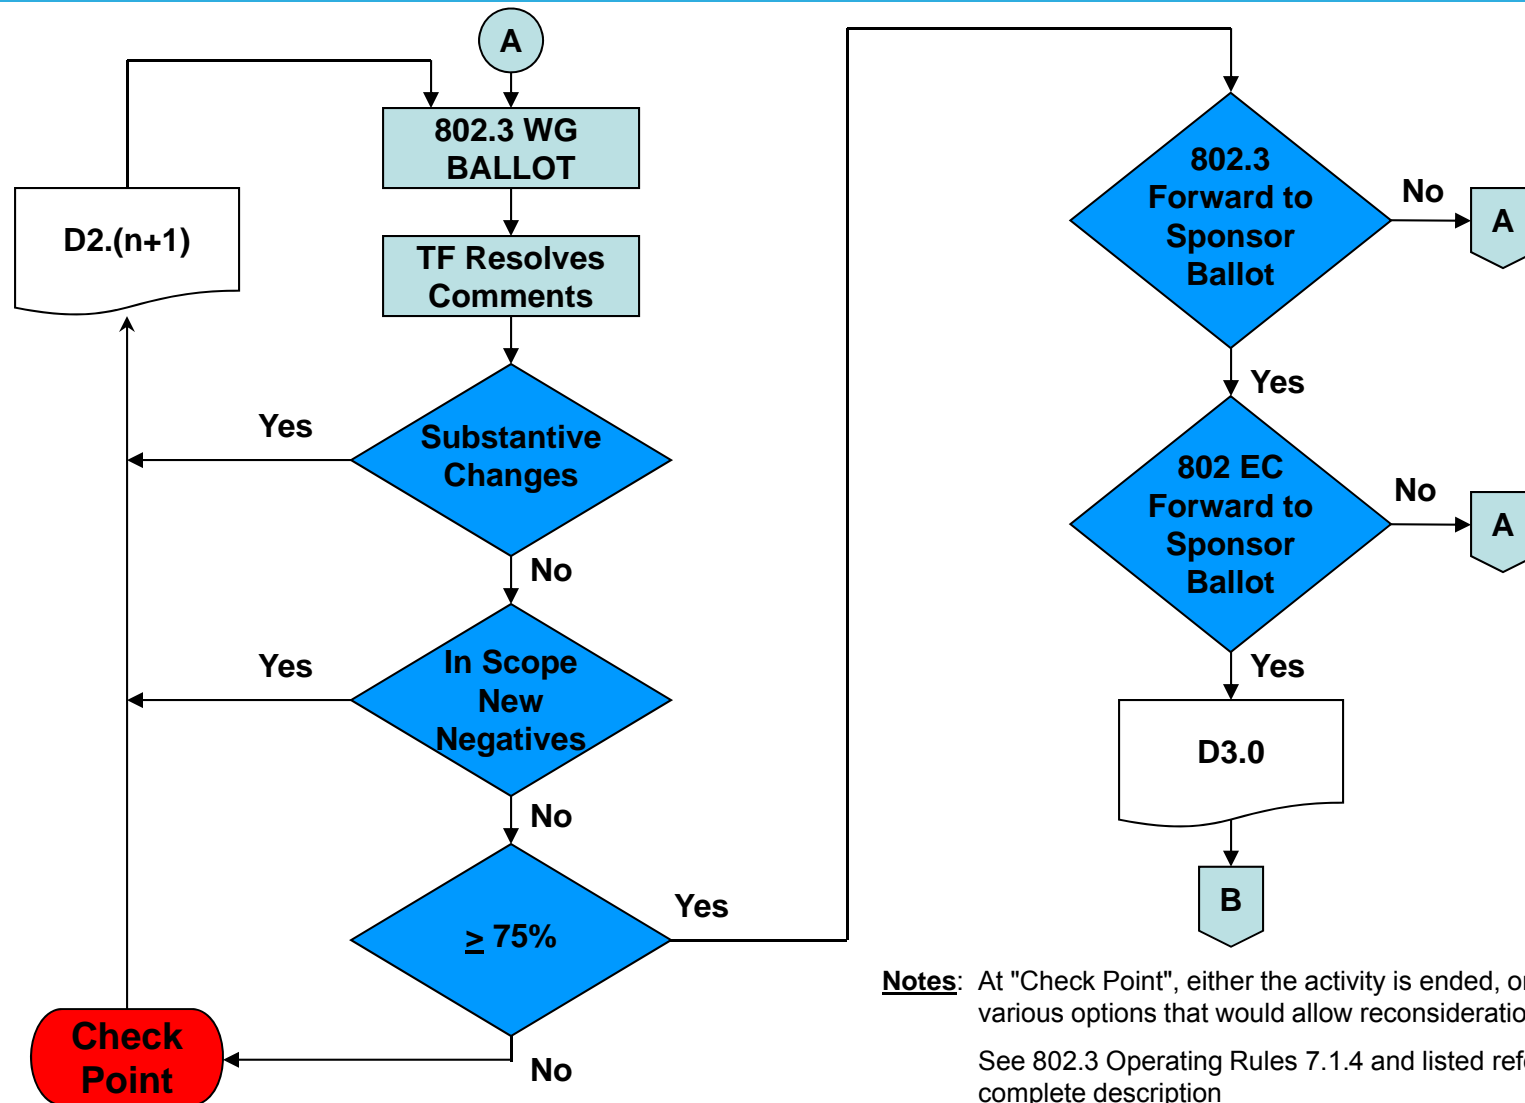 A
802.3 WG
BALLOT
D2.(n+1)
TF Resolves
Comments
Yes
Substantive
Changes
No
Yes
In Scope
New
Negatives
No
≥ 75%
Yes
No
Check
Point
802.3
Forward to
Sponsor
Ballot
No
A
Yes
802 EC
Forward to
Sponsor
Ballot
No
A
Yes
D3.0
B
Notes: At "Check Point", either the activity is ended, or
various options that would allow
See 802.3 Operating Rules 7.1.4 and listed
complete description